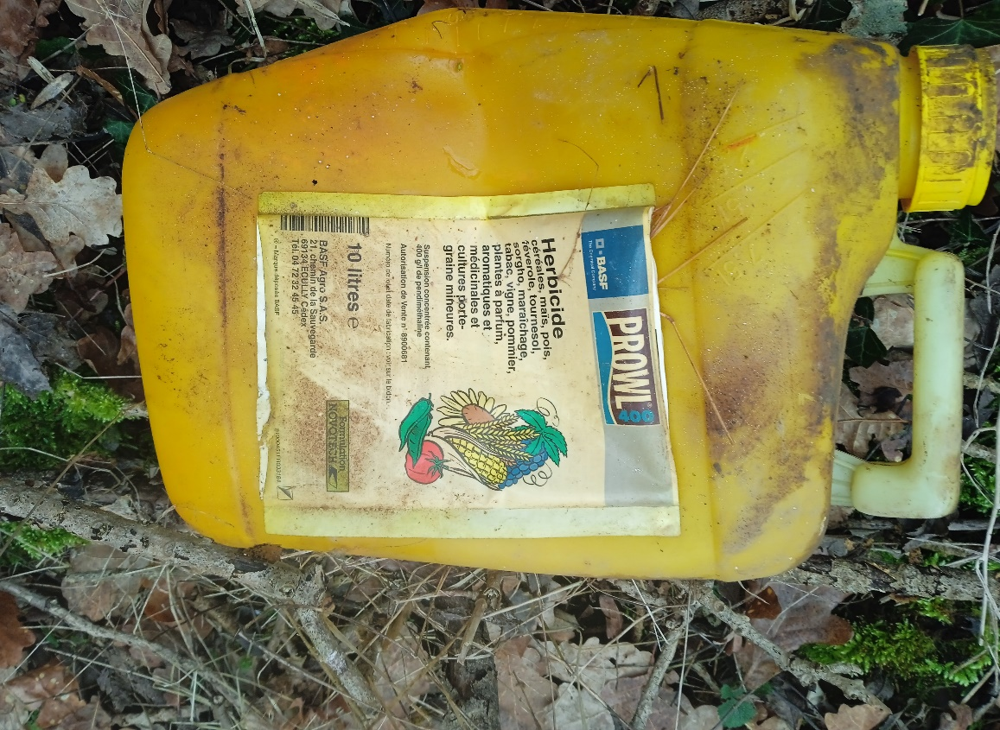 BASF
The Chemical Company
PROWL®
400
Herbicide
céréales, maïs, pois,
féverole, tournesol,
sorgho, maraîchage,
tabac, vigne, pommier,
plantes à parfum,
aromatiques et
médicinales et
cultures porte-
graine mineures.
Suspension concentrée contenant
400 g/l de pendiméthaline
Autorisation de Vente n° 8900681
Numéro de lot et date de fabrication : voir sur le bidon.
10 litres e
Formulation
NOVATECH
BASF Agro S.A.S.
21, chemin de la Sauvegarde
69134 ECULLY Cedex
Tél. 04 72 32 45 45
® = Marque déposée BASF